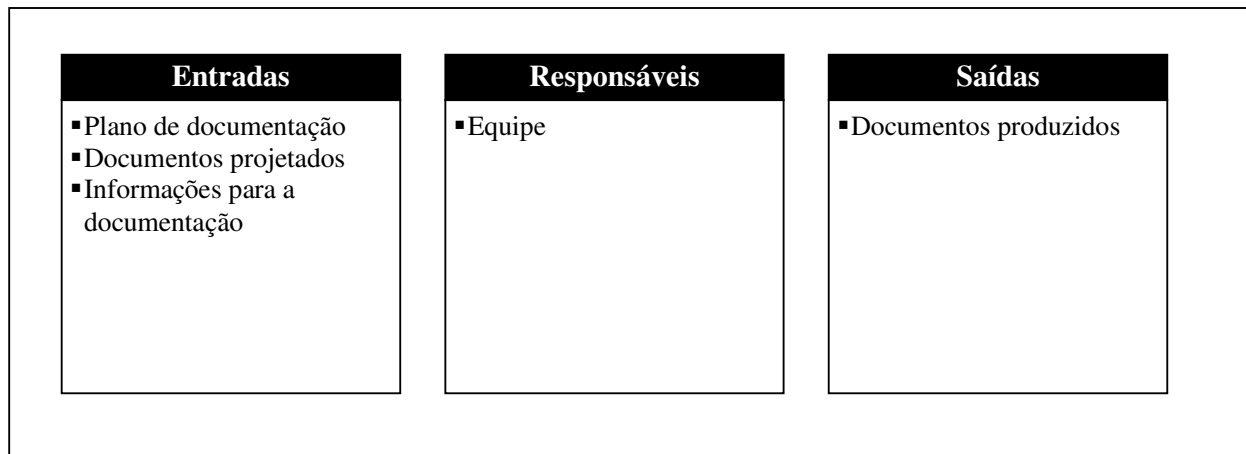 Entradas
▪Plano de documentação
▪Documentos projetados
▪Informações para a
documentação
Responsáveis
▪Equipe
Saídas
▪Documentos produzidos